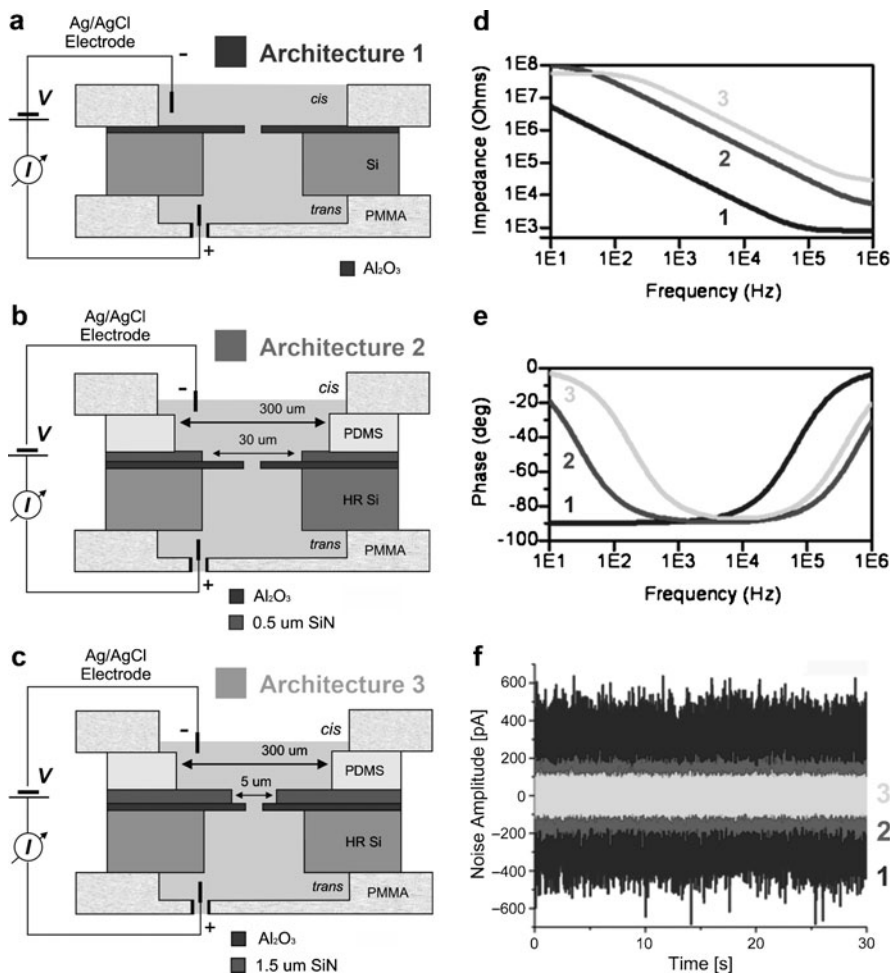 a
Ag/AgCl
Electrode
Architecture 1
-
V
cis
I
Si
trans
PMMA
+
Al₂O₃
b
Ag/AgCl
Electrode
Architecture 2
-
cis
300 um
V
PDMS
30 um
I
HR Si
trans
PMMA
+
Al₂O₃
0.5 um SiN
c
Ag/AgCl
Electrode
Architecture 3
-
cis
300 um
V
PDMS
5 um
I
HR Si
trans
PMMA
+
Al₂O₃
1.5 um SiN
d
Impedance (Ohms)
1E8
1E7
1E6
1E5
1E4
1E3
3
2
1
1E1 1E2 1E3 1E4 1E5 1E6
Frequency (Hz)
e
Phase (deg)
0
-20
-40
-60
-80
-100
3
2
1
1E1 1E2 1E3 1E4 1E5 1E6
Frequency (Hz)
f
Noise Amplitude [pA]
600
400
200
0
−200
−400
−600
3
2
1
0 10 20 30
Time [s]